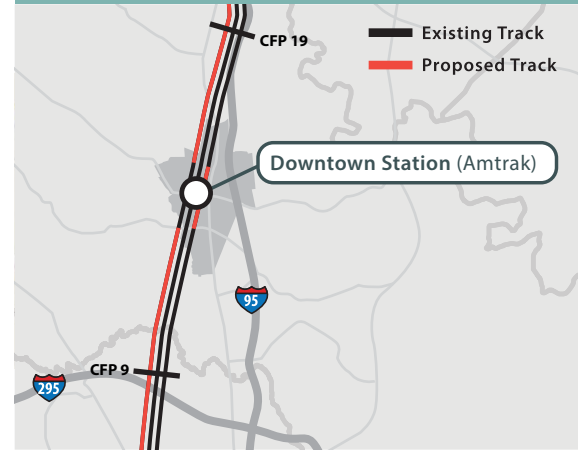 CFP 19
Existing Track
Proposed Track
Downtown Station (Amtrak)
95
CFP 9
295